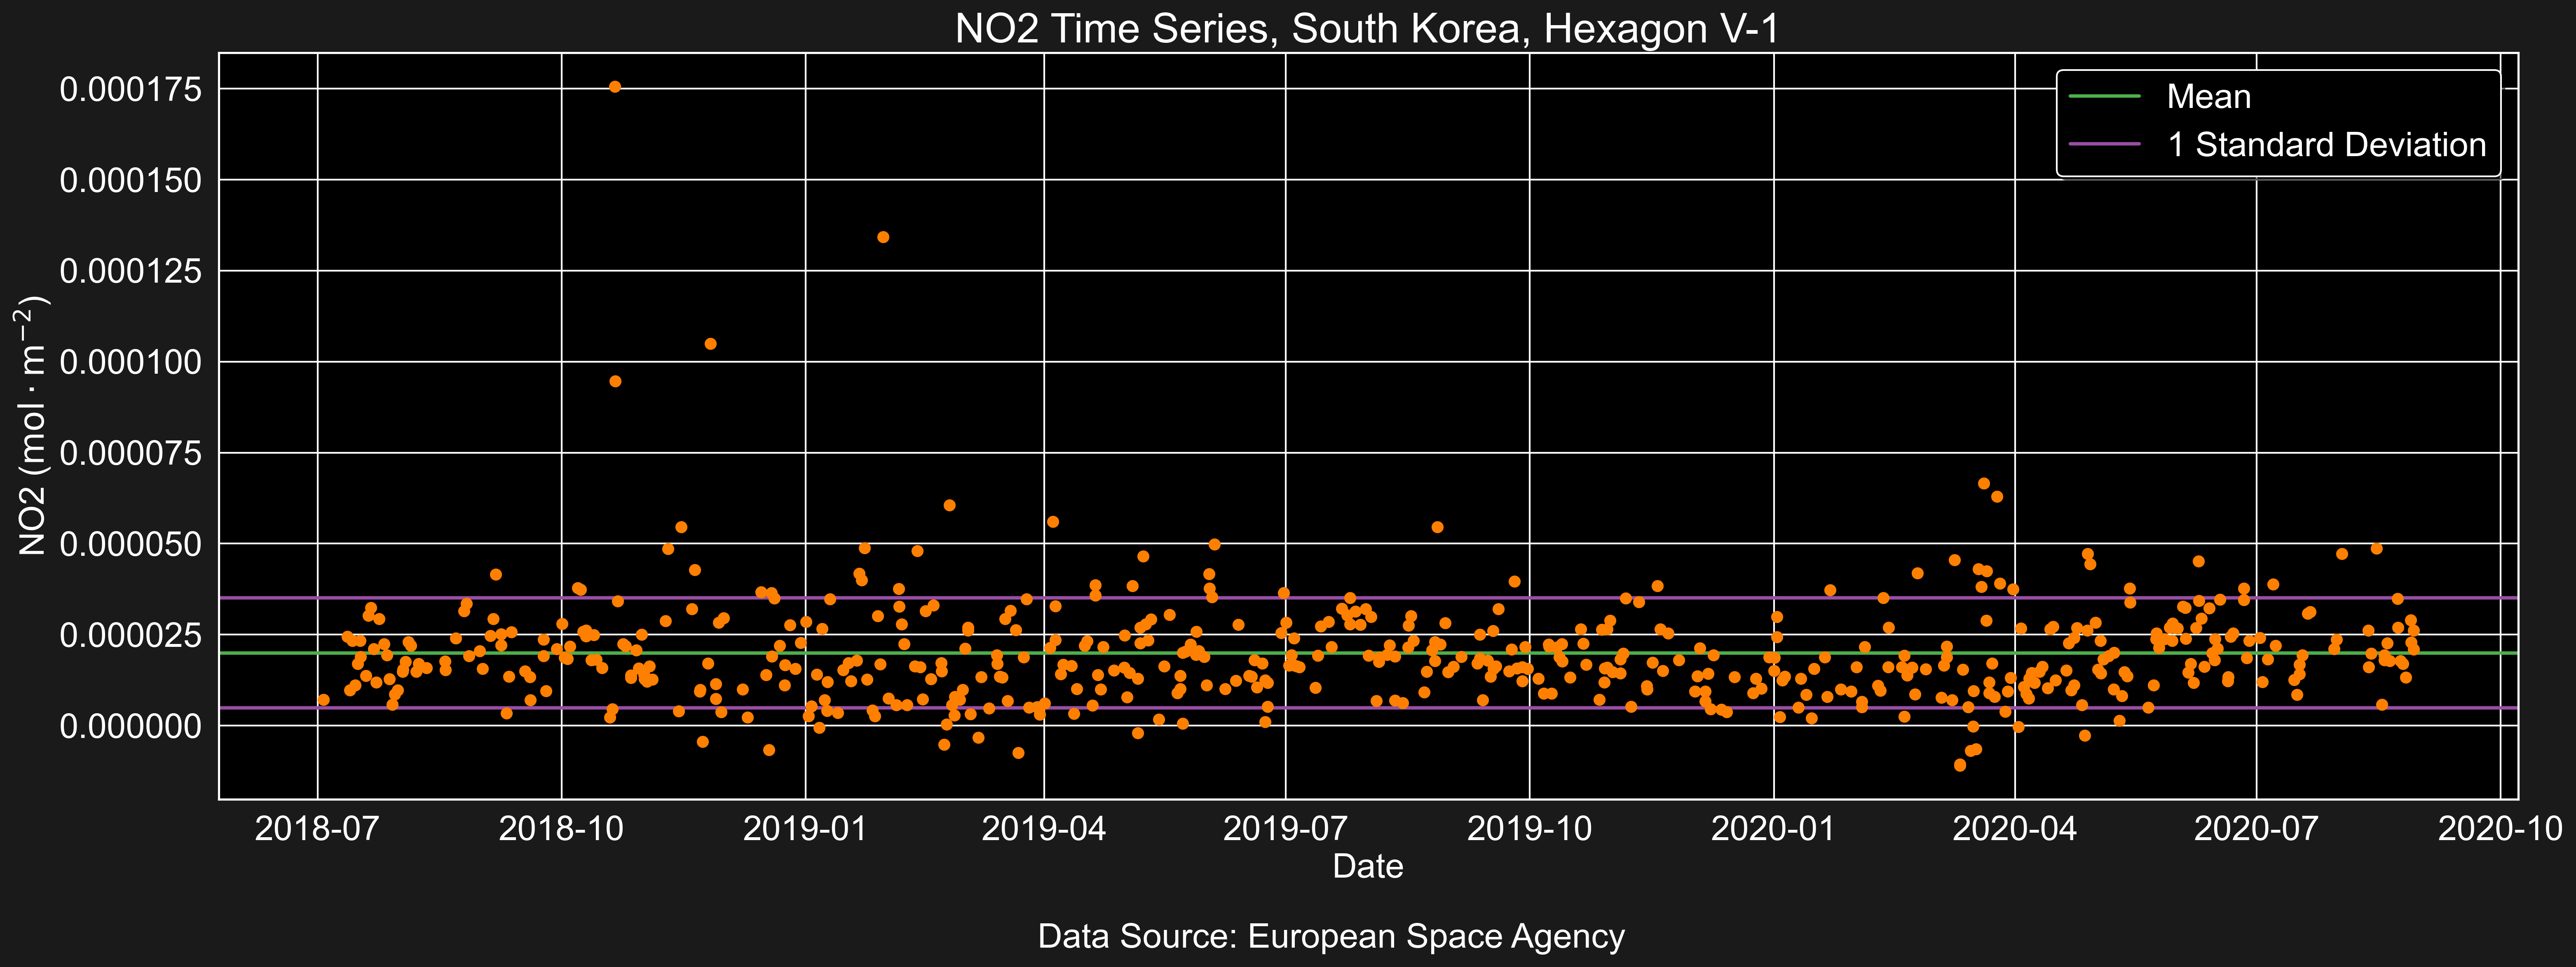 NO2 Time Series, South Korea, Hexagon V-1
0.000175
0.000150
0.000125
0.000100
0.000075
0.000050
0.000025
0.000000
NO2 (mol · m⁻²)
Mean
1 Standard Deviation
2018-07 2018-10 2019-01 2019-04 2019-07 2019-10 2020-01 2020-04 2020-07 2020-10
Date
Data Source: European Space Agency